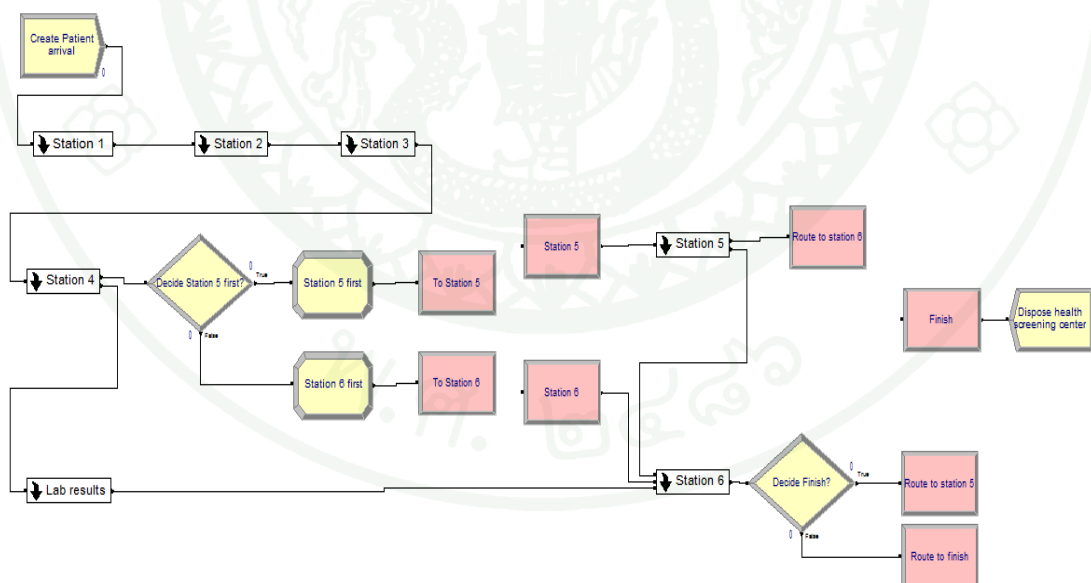 Create Patient
arrival
0
Station 1
Station 2
Station 3
Station 4
Decide Station 5 first?
0
True
0
False
Station 5 first
To Station 5
Station 6 first
To Station 6
Station 5
Station 5
Route to station 6
Station 6
Finish
Dispose health
screening center
Lab results
Station 6
Decide Finish?
0
True
0
False
Route to station 5
Route to finish